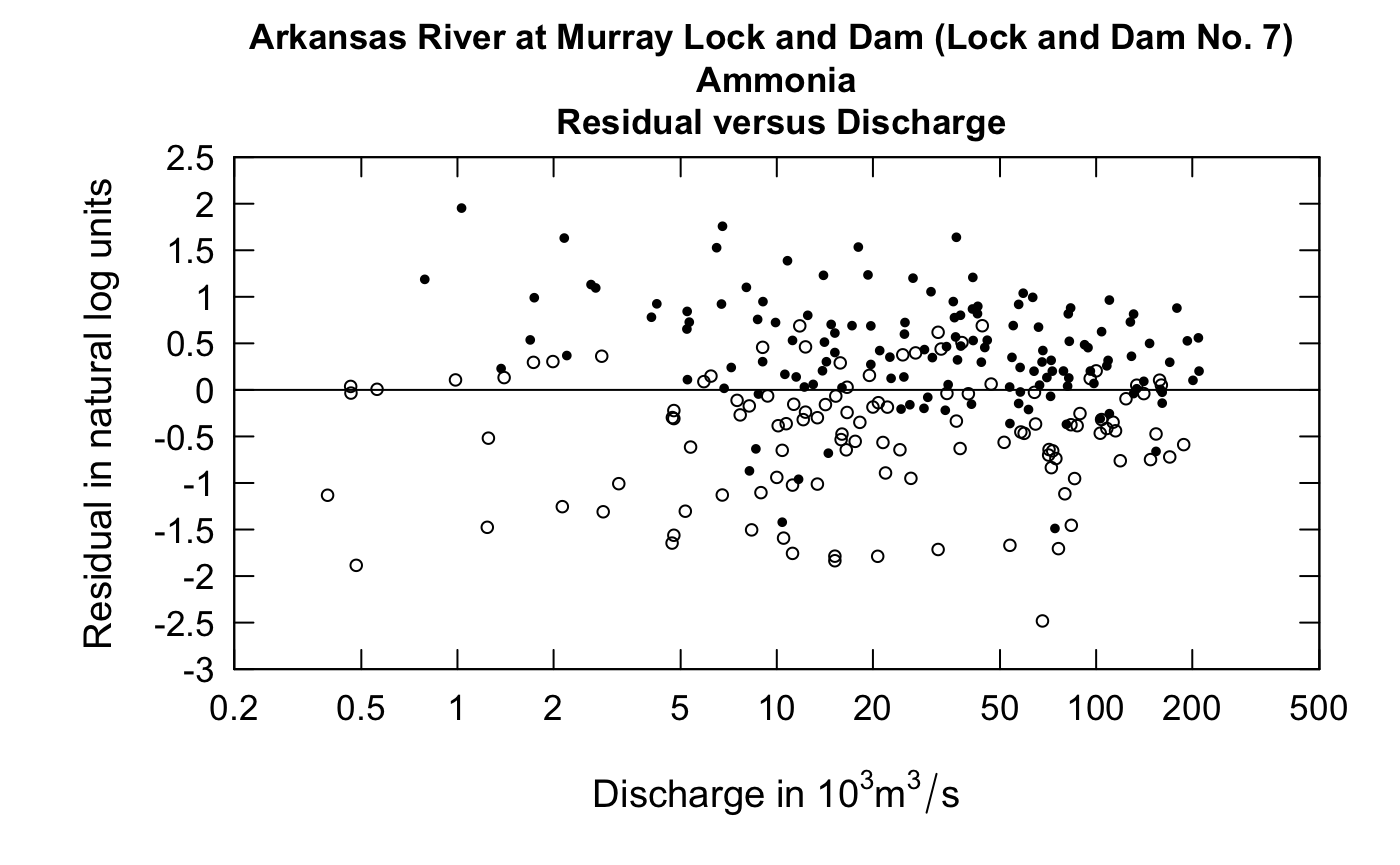 Arkansas River at Murray Lock and Dam (Lock and Dam No. 7)
Ammonia
Residual versus Discharge
Residual in natural log units
2.5
2
1.5
1
0.5
0
-0.5
-1
-1.5
-2
-2.5
-3
0.2 0.5 1 2 5 10 20 50 100 200 500
Discharge in 10³m³/s